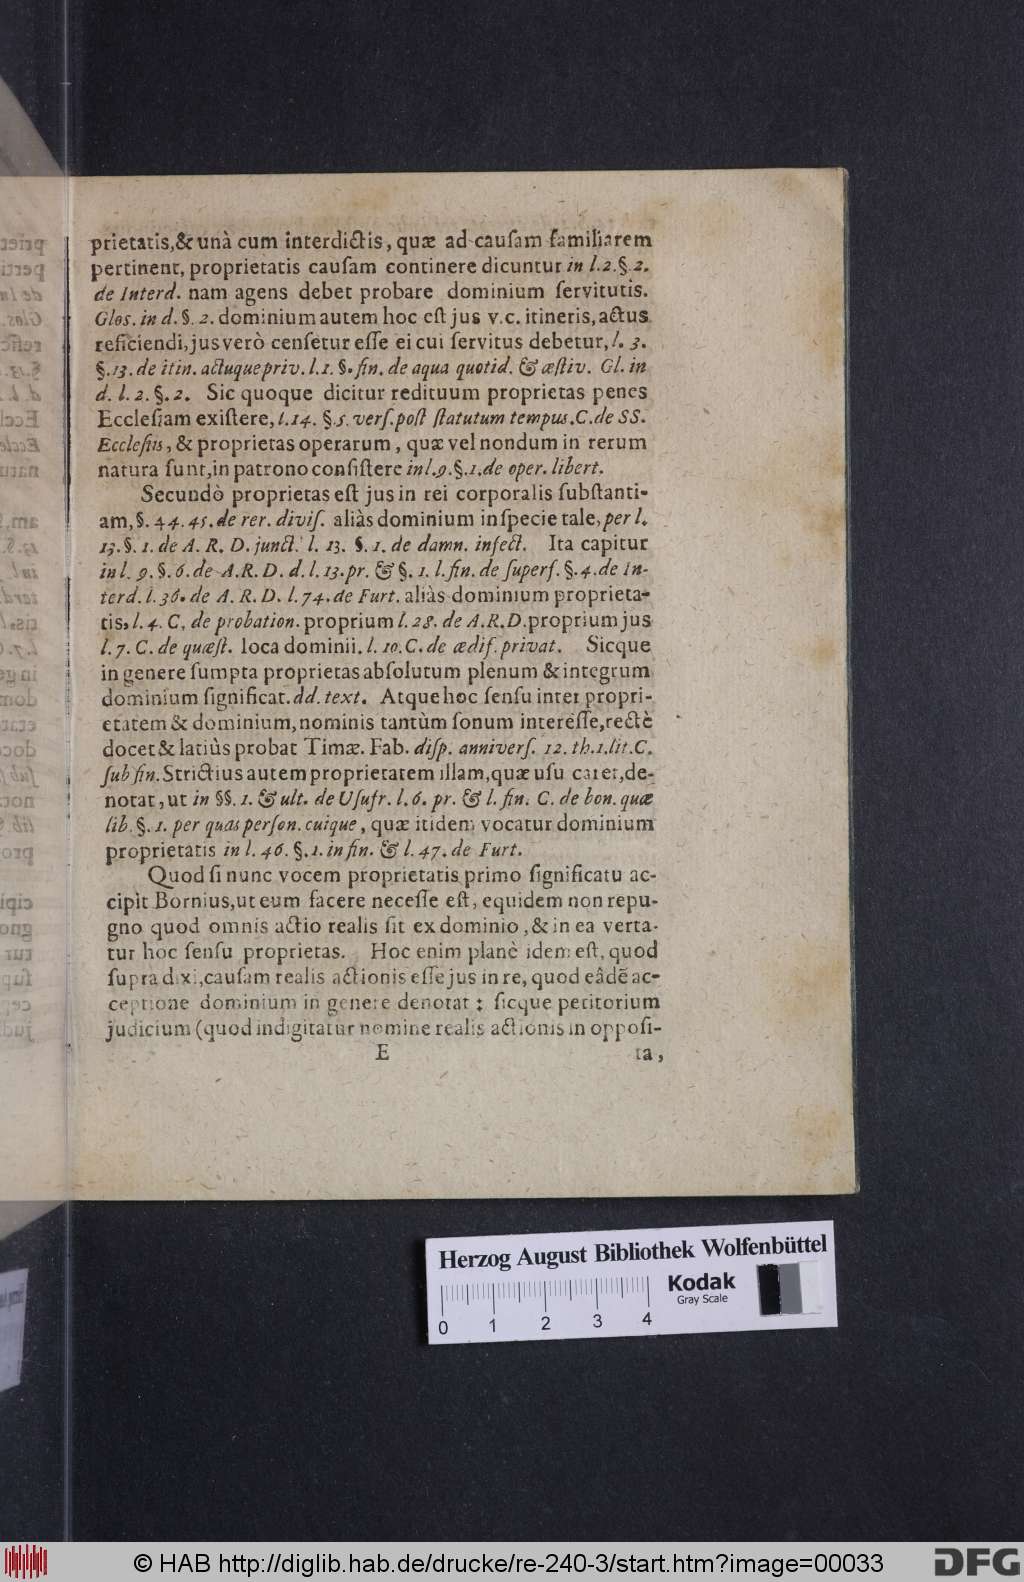 prietatis,& unà cum interdictis, quæ ad causam familiarem
pertinent, proprietatis causam continere dicuntur in l.2.§.2.
de Interd. nam agens debet probare dominium servitutis.
Glos. in d. §. 2. dominium autem hoc est jus v.c. itineris, actus
reficiendi, jus verò censetur esse ei cui servitus debetur, l. 3.
§.13. de itin. actuque priv. l.1. §. fin. de aqua quotid. & æstiv. Gl. in
d. l. 2. §. 2. Sic quoque dicitur redituum proprietas penes
Ecclesiam existere, l.14. §.5. vers. post statutum tempus. C. de SS.
Ecclesiis, & proprietas operarum, quæ vel nondum in rerum
natura sunt, in patrono consistere in l.9.§.1. de oper. libert.
Secundò proprietas est jus in rei corporalis substanti-
am, §. 44. 45. de rer. divis. aliàs dominium in specie tale, per l.
13.§. 1. de A. R. D. junct. l. 13. §. 1. de damn. infect. Ita capitur
in l. 9. §. 6. de A.R.D. d. l. 13. pr. & §. 1. l. fin. de superf. §. 4. de In-
terd. l. 36. de A. R. D. l. 74. de Furt. aliàs dominium proprieta-
tis, l. 4. C. de probation. proprium l. 28. de A.R.D. proprium jus
l. 7. C. de quæst. loca dominii. l. 10. C. de ædif. privat. Sicque
in genere sumpta proprietas absolutum plenum & integrum
dominium significat. dd. text. Atque hoc sensu inter propri-
etatem & dominium, nominis tantùm sonum interesse, rectè
docet & latiùs probat Timæ. Fab. disp. annivers. 12. th.1. lit. C.
sub fin. Strictius autem proprietatem illam, quæ usu caret, de-
notat, ut in §§. 1. & ult. de Usufr. l. 6. pr. & l. fin. C. de bon. quæ
lib. §. 1. per quas person. cuique, quæ itidem vocatur dominium
proprietatis in l. 46. §. 1. in fin. & l. 47. de Furt.
Quod si nunc vocem proprietatis primo significatu ac-
cipit Bornius, ut eum facere necesse est, equidem non repu-
gno quod omnis actio realis sit ex dominio, & in ea verta-
tur hoc sensu proprietas. Hoc enim planè idem est, quod
supra dixi, causam realis actionis esse jus in re, quod eâdē ac-
ceptione dominium in genere denotat: sicque petitorium
judicium (quod indigitatur nomine realis actionis in opposi-
E ta,
Herzog August Bibliothek Wolfenbüttel
Kodak
Gray Scale
0 1 2 3 4
© HAB http://diglib.hab.de/drucke/re-240-3/start.htm?image=00033
DFG